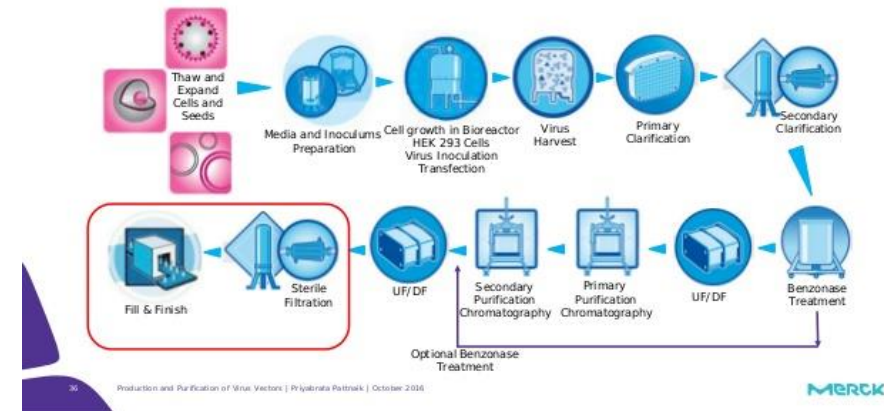 Thaw and
Expand
Cells and
Seeds
Media and Inoculums
Preparation
Cell growth in Bioreactor
HEK 293 Cells
Virus Inoculation
Transfection
Virus
Harvest
Primary
Clarification
Secondary
Clarification
Benzonase
Treatment
UF/DF
Primary
Purification
Chromatography
Secondary
Purification
Chromatography
UF/DF
Sterile
Filtration
Fill & Finish
Optional Benzonase
Treatment
36
Production and Purification of Virus Vectors | Priyabrata Pattnaik | October 2016
MERCK